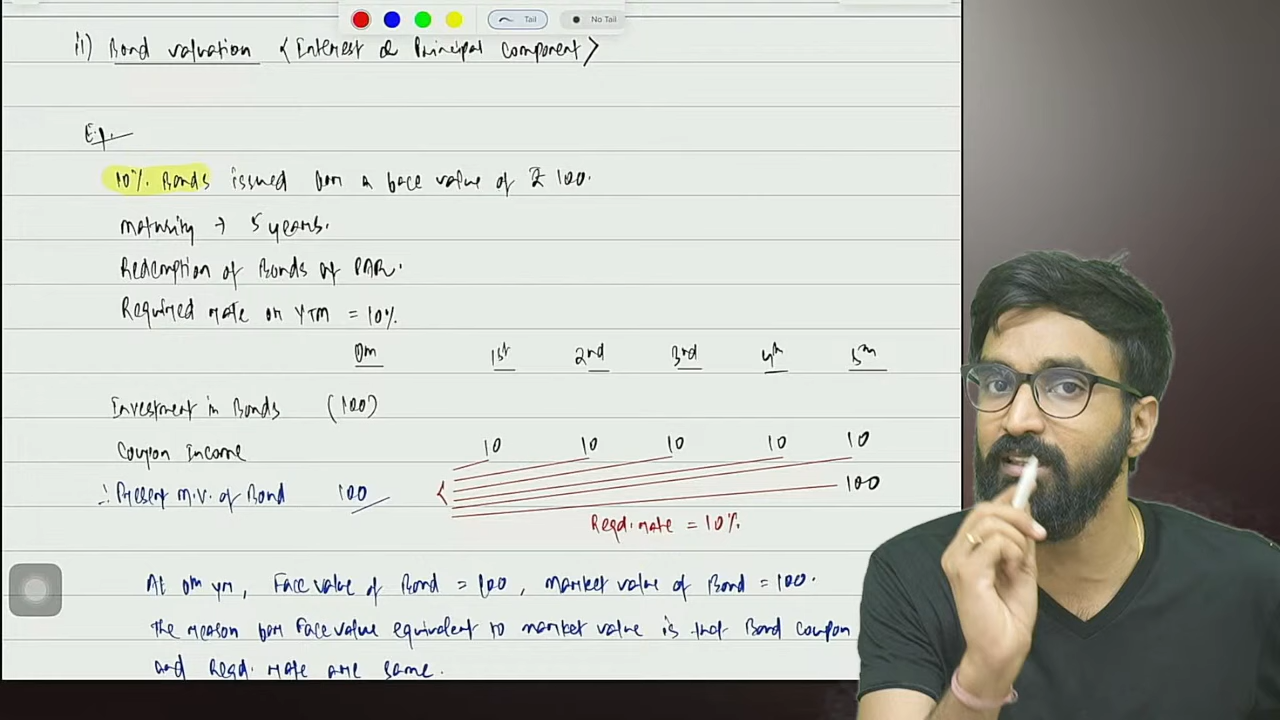 Tail No Tail
ii) Bond valuation <Interest & Principal Component>
Eg.
10% Bonds issued for a face value of ₹ 100.
Maturity → 5 years.
Redemption of Bonds at PAR.
Required rate or YTM = 10%
0m 1st 2nd 3rd 4th 5th
Investment in Bonds (100)
Coupon Income 10 10 10 10 10
∴ Present M.V. of Bond 100 100
Reqd. rate = 10%
At 0m yr, Face value of Bond = 100, market value of Bond = 100.
The reason for Face value equivalent to market value is that Bond coupon
and Reqd. rate are same.